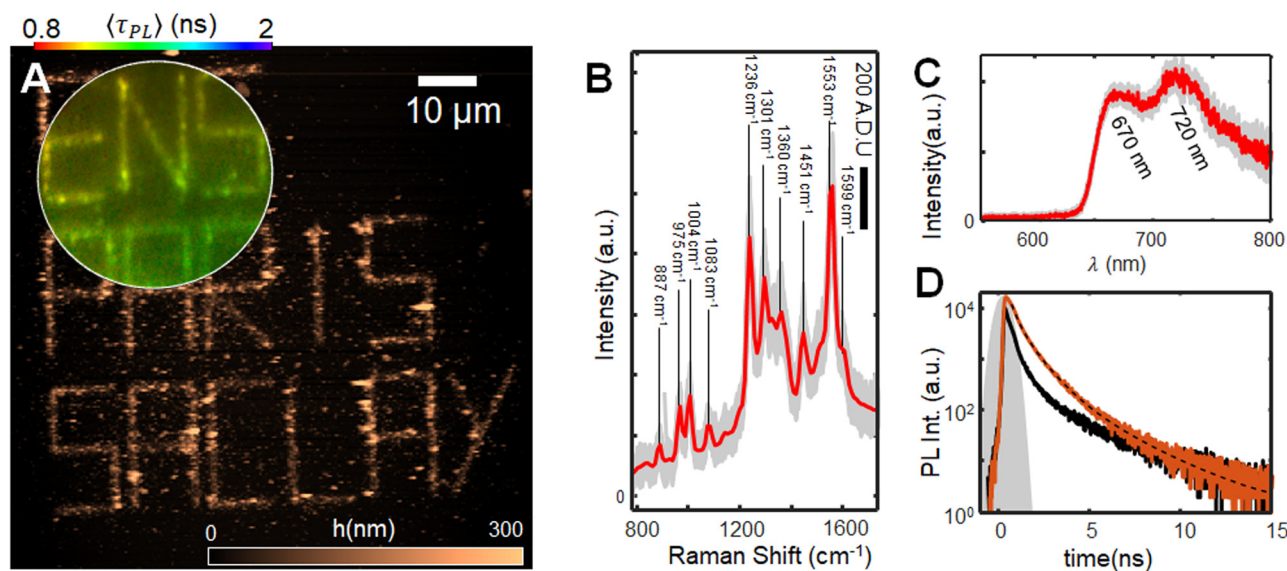 ⟨τPL⟩ (ns)
0.8 2
A
10 µm
N
ARIS
SACLAY
0 h(nm) 300
B
Intensity (a.u.)
887 cm-1
975 cm-1
1004 cm-1
1083 cm-1
1236 cm-1
1301 cm-1
1360 cm-1
1451 cm-1
1553 cm-1
1599 cm-1
200 A.D.U
0
800 1200 1600
Raman Shift (cm-1)
C
Intensity(a.u.)
0
670 nm
720 nm
600 700 800
λ (nm)
D
PL Int. (a.u.)
10⁴
10²
10⁰
0 5 10 15
time(ns)